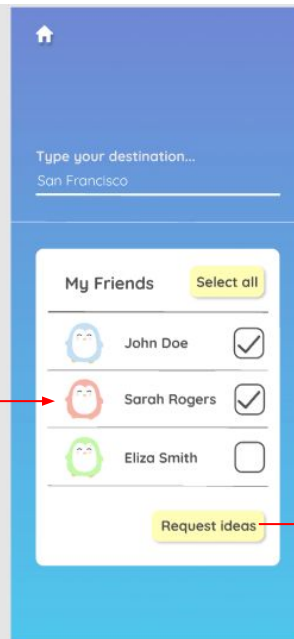 Type your destination...
San Francisco
My Friends
Select all
John Doe
Sarah Rogers
Eliza Smith
Request ideas